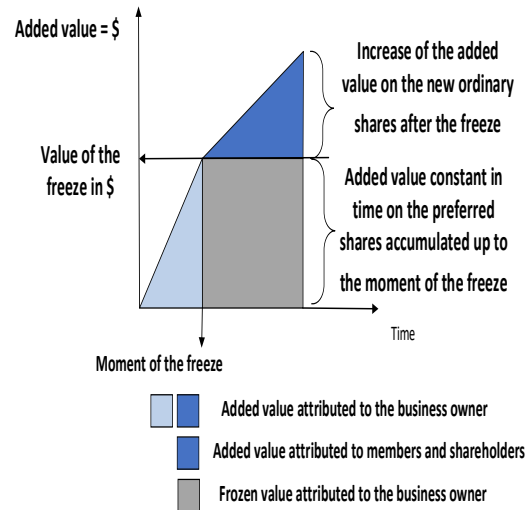 Added value = $
Increase of the added
value on the new ordinary
shares after the freeze
Value of the
freeze in $
Added value constant in
time on the preferred
shares accumulated up to
the moment of the freeze
Time
Moment of the freeze
Added value attributed to the business owner
Added value attributed to members and shareholders
Frozen value attributed to the business owner